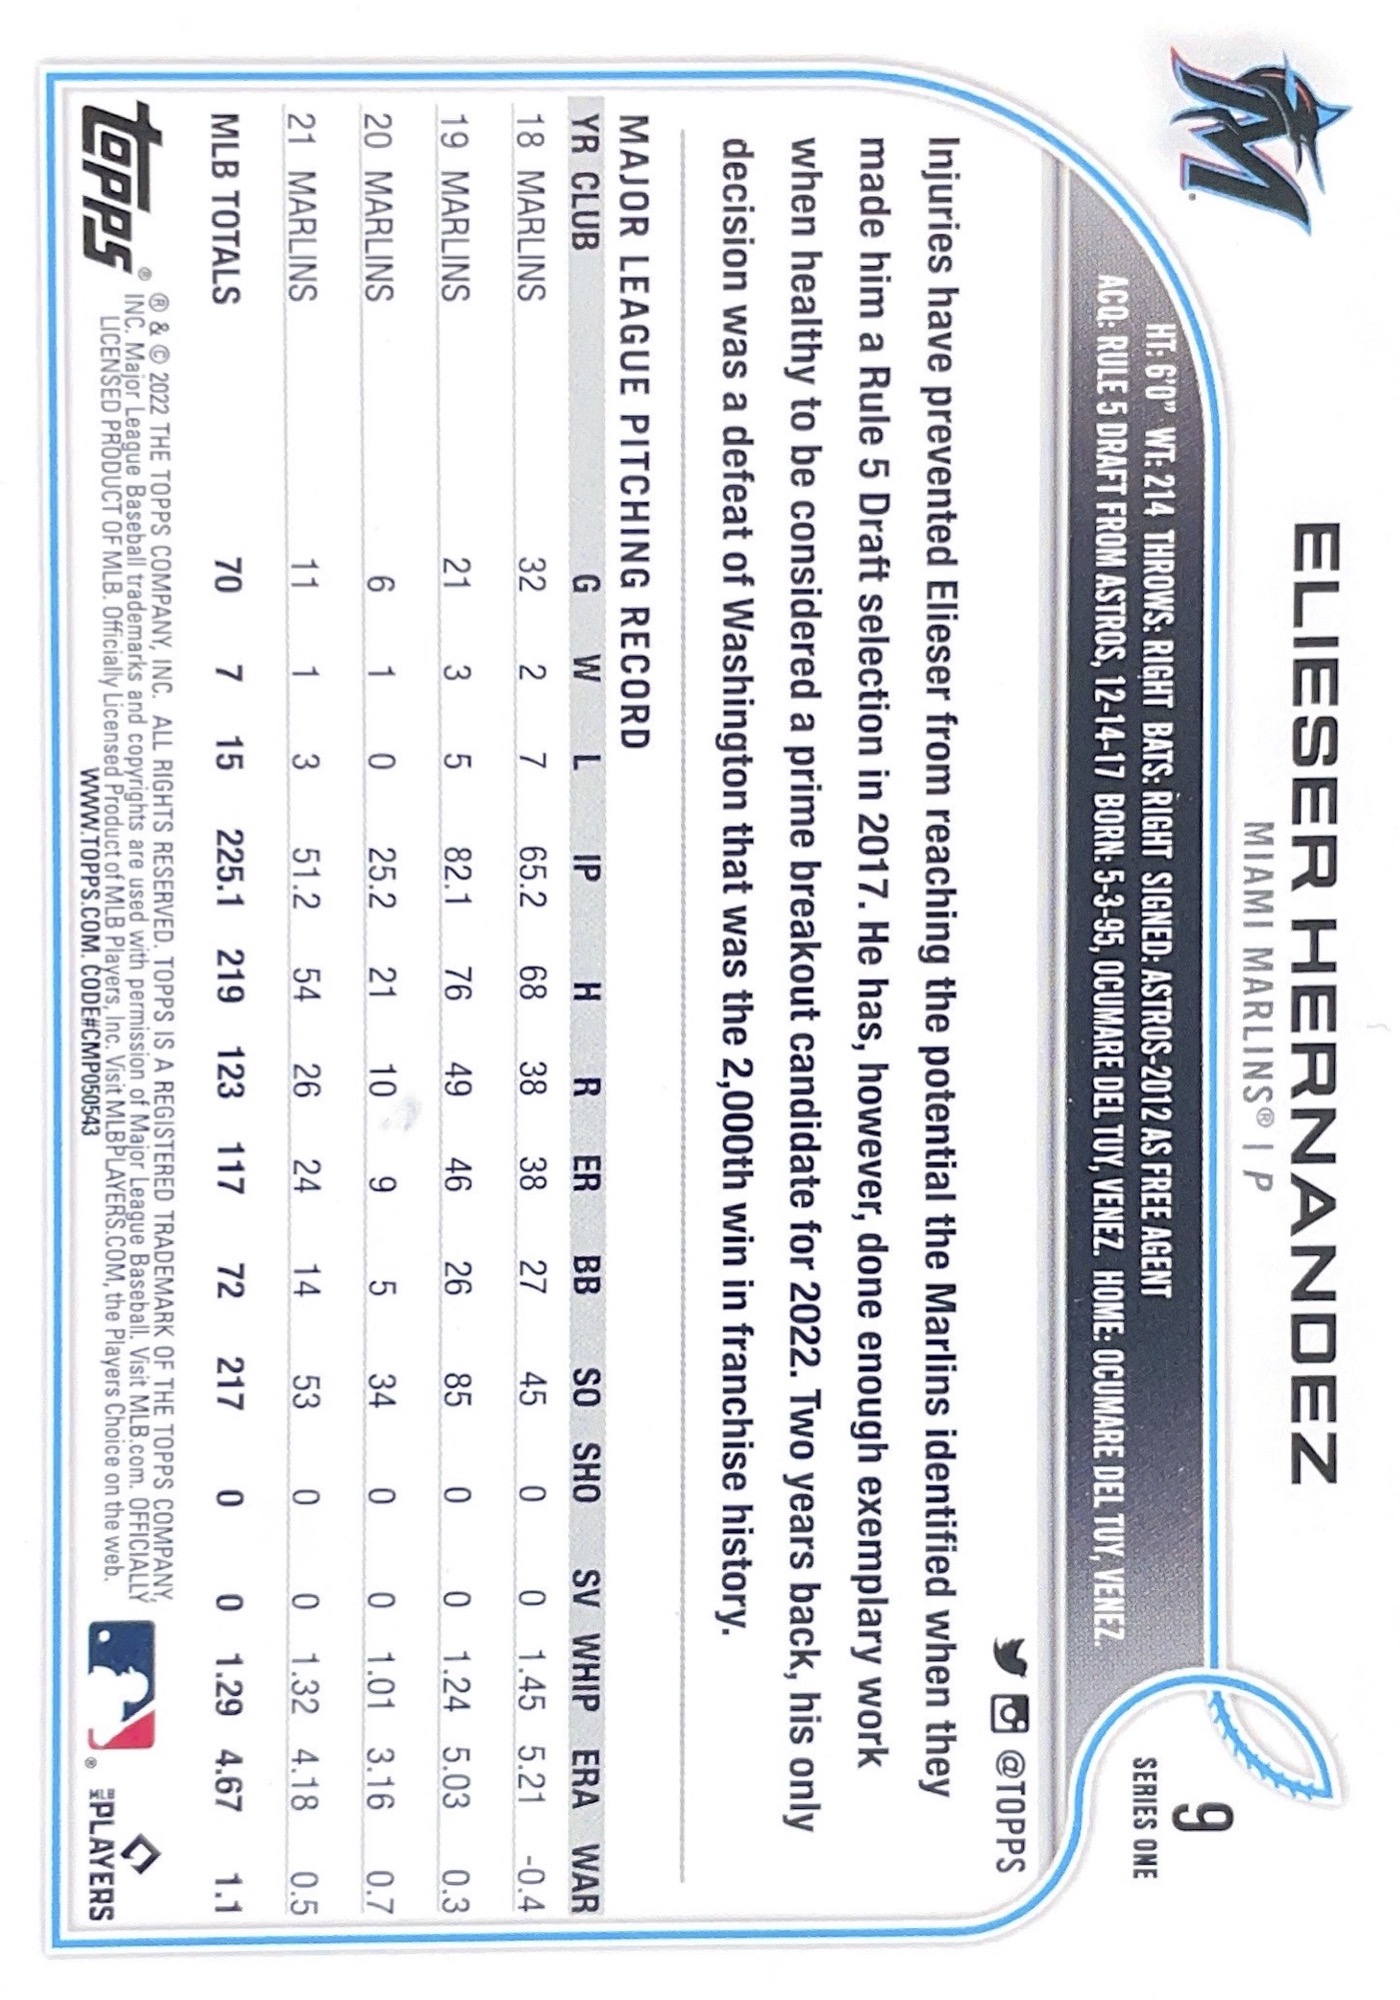 ELIESER HERNANDEZ
MIAMI MARLINS® | P
9
SERIES ONE
HT: 6'0" WT: 214 THROWS: RIGHT BATS: RIGHT SIGNED: ASTROS-2012 AS FREE AGENT
ACQ: RULE 5 DRAFT FROM ASTROS, 12-14-17 BORN: 5-3-95, OCUMARE DEL TUY, VENEZ. HOME: OCUMARE DEL TUY, VENEZ.
@TOPPS
Injuries have prevented Elieser from reaching the potential the Marlins identified when they
made him a Rule 5 Draft selection in 2017. He has, however, done enough exemplary work
when healthy to be considered a prime breakout candidate for 2022. Two years back, his only
decision was a defeat of Washington that was the 2,000th win in franchise history.
MAJOR LEAGUE PITCHING RECORD
YR CLUB G W L IP H R ER BB SO SHO SV WHIP ERA WAR
18 MARLINS 32 2 7 65.2 68 38 38 27 45 0 0 1.45 5.21 -0.4
19 MARLINS 21 3 5 82.1 76 49 46 26 85 0 0 1.24 5.03 0.3
20 MARLINS 6 1 0 25.2 21 10 9 5 34 0 0 1.01 3.16 0.7
21 MARLINS 11 1 3 51.2 54 26 24 14 53 0 0 1.32 4.18 0.5
MLB TOTALS 70 7 15 225.1 219 123 117 72 217 0 0 1.29 4.67 1.1
topps®
® & © 2022 THE TOPPS COMPANY, INC. ALL RIGHTS RESERVED. TOPPS IS A REGISTERED TRADEMARK OF THE TOPPS COMPANY,
INC. Major League Baseball trademarks and copyrights are used with permission of Major League Baseball. Visit MLB.com. OFFICIALLY
LICENSED PRODUCT OF MLB. Officially Licensed Product of MLB Players, Inc. Visit MLBPLAYERS.COM, the Players Choice on the web.
WWW.TOPPS.COM. CODE#CMP050543
®
THE PLAYERS